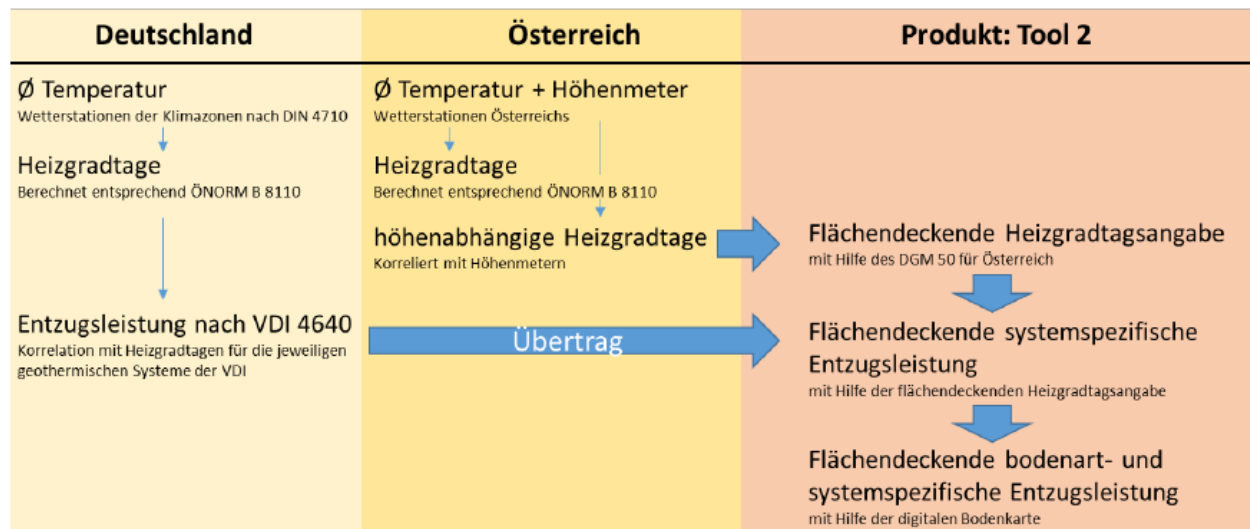 Deutschland
Ø Temperatur
Wetterstationen der Klimazonen nach DIN 4710
Heizgradtage
Berechnet entsprechend ÖNORM B 8110
Entzugsleistung nach VDI 4640
Korrelation mit Heizgradtagen für die jeweiligen
geothermischen Systeme der VDI
Österreich
Ø Temperatur + Höhenmeter
Wetterstationen Österreichs
Heizgradtage
Berechnet entsprechend ÖNORM B 8110
höhenabhängige Heizgradtage
Korreliert mit Höhenmetern
Übertrag
Produkt: Tool 2
Flächendeckende Heizgradtagsangabe
mit Hilfe des DGM 50 für Österreich
Flächendeckende systemspezifische
Entzugsleistung
mit Hilfe der flächendeckenden Heizgradtagsangabe
Flächendeckende bodenart- und
systemspezifische Entzugsleistung
mit Hilfe der digitalen Bodenkarte